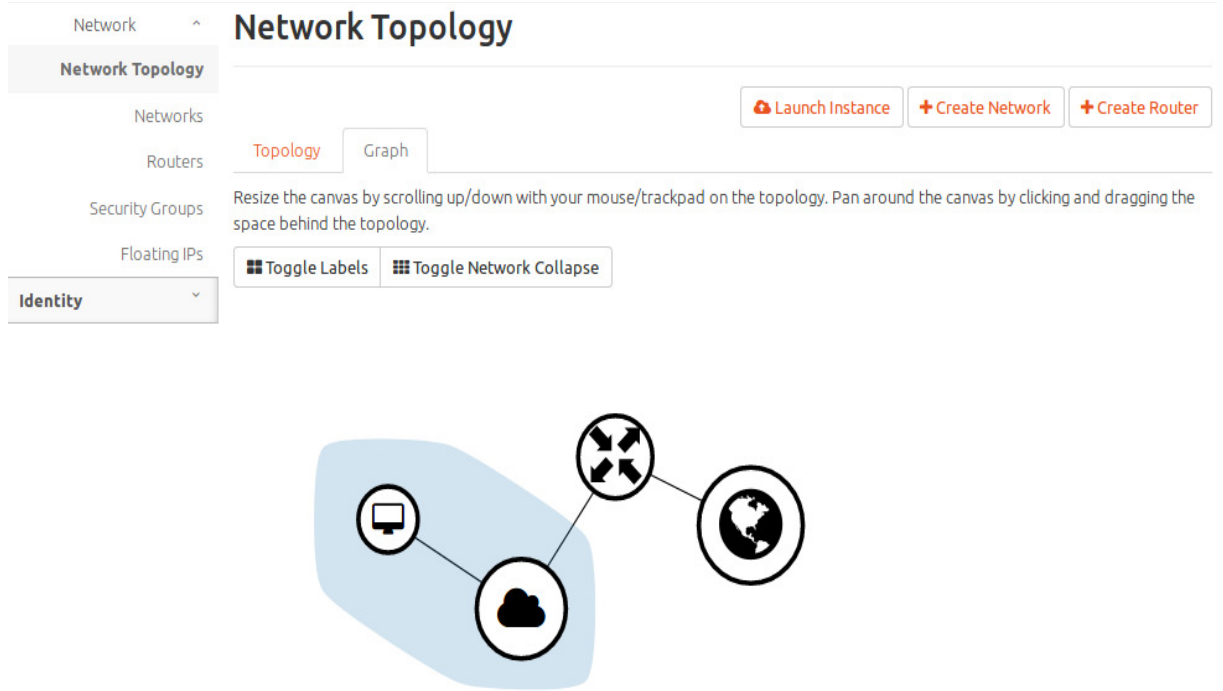 Network
Network Topology
Networks
Routers
Security Groups
Floating IPs
Identity
Network Topology
Launch Instance
+ Create Network
+ Create Router
Topology
Graph
Resize the canvas by scrolling up/down with your mouse/trackpad on the topology. Pan around the canvas by clicking and dragging the
space behind the topology.
Toggle Labels
Toggle Network Collapse